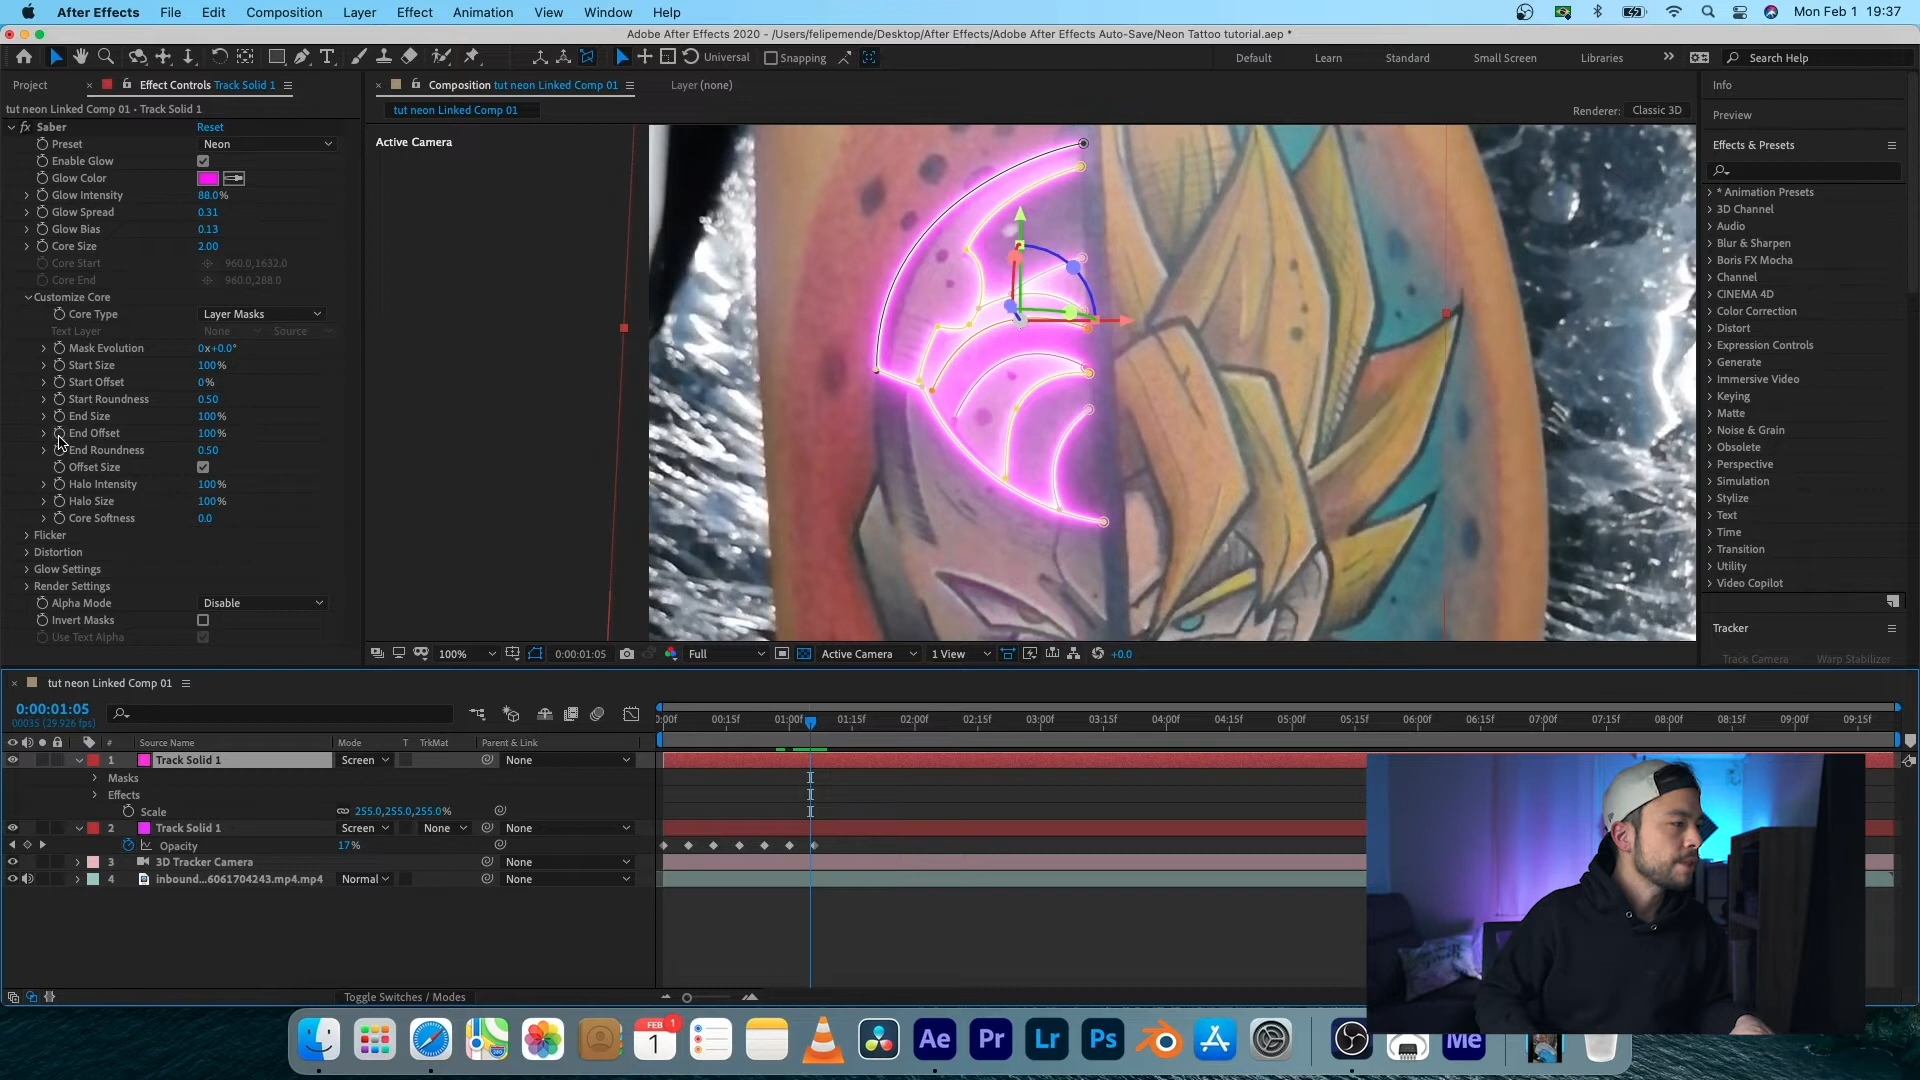 After Effects File Edit Composition Layer Effect Animation View Window Help Mon Feb 1 19:37
Adobe After Effects 2020 - /Users/felipemende/Desktop/After Effects/Adobe After Effects Auto-Save/Neon Tattoo tutorial.aep *
Universal Snapping Default Learn Standard Small Screen Libraries Search Help
Project Effect Controls Track Solid 1 Composition tut neon Linked Comp 01 Layer (none) Info
tut neon Linked Comp 01 • Track Solid 1 tut neon Linked Comp 01 Renderer: Classic 3D
fx Saber Reset
Preset Neon
Enable Glow
Glow Color
Glow Intensity 88.0%
Glow Spread 0.31
Glow Bias 0.13
Core Size 2.00
Core Start 960.0,1632.0
Core End 960.0,288.0
Customize Core
Core Type Layer Masks
Text Layer None Source
Mask Evolution 0x+0.0°
Start Size 100%
Start Offset 0%
Start Roundness 0.50
End Size 100%
End Offset 100%
End Roundness 0.50
Offset Size
Halo Intensity 100%
Halo Size 100%
Core Softness 0.0
Flicker
Distortion
Glow Settings
Render Settings
Alpha Mode Disable
Invert Masks
Use Text Alpha
Active Camera
100% 0:00:01:05 Full Active Camera 1 View +0.0
Preview
Effects & Presets
* Animation Presets
3D Channel
Audio
Blur & Sharpen
Boris FX Mocha
Channel
CINEMA 4D
Color Correction
Distort
Expression Controls
Generate
Immersive Video
Keying
Matte
Noise & Grain
Obsolete
Perspective
Simulation
Stylize
Text
Time
Transition
Utility
Video Copilot
Tracker
Track Camera Warp Stabilizer
tut neon Linked Comp 01
0:00:01:05
00035 (29.926 fps)
0:00f 00:15f 01:00f 01:15f 02:00f 02:15f 03:00f 03:15f 04:00f 04:15f 05:00f 05:15f 06:00f 06:15f 07:00f 07:15f 08:00f 08:15f 09:00f 09:15f
# Source Name Mode T TrkMat Parent & Link
1 Track Solid 1 Screen None
Masks
Effects
Scale 255.0,255.0,255.0%
2 Track Solid 1 Screen None None
Opacity 17%
3 3D Tracker Camera None
4 inbound...6061704243.mp4.mp4 Normal None
Toggle Switches / Modes
FEB 1
1
Ae Pr Lr Ps Me